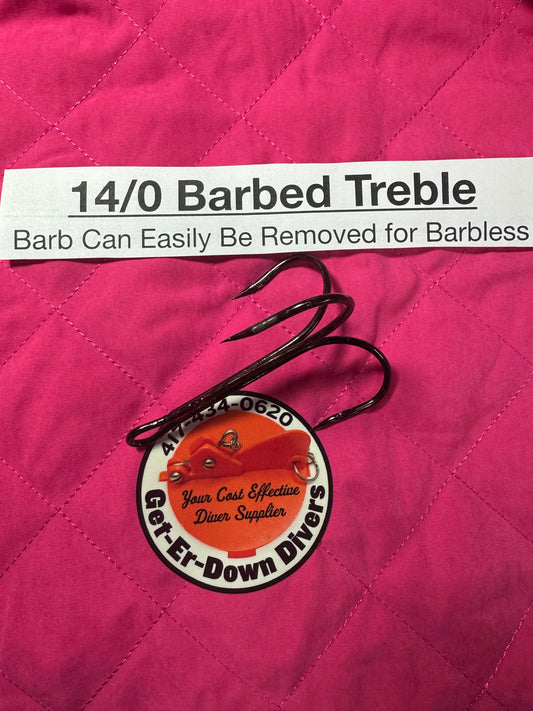 14/0 Barbed Treble
Barb Can Easily Be Removed for Barbless
417-434-0620
Your Cost Effective
Diver Supplier
Get-Er-Down Divers